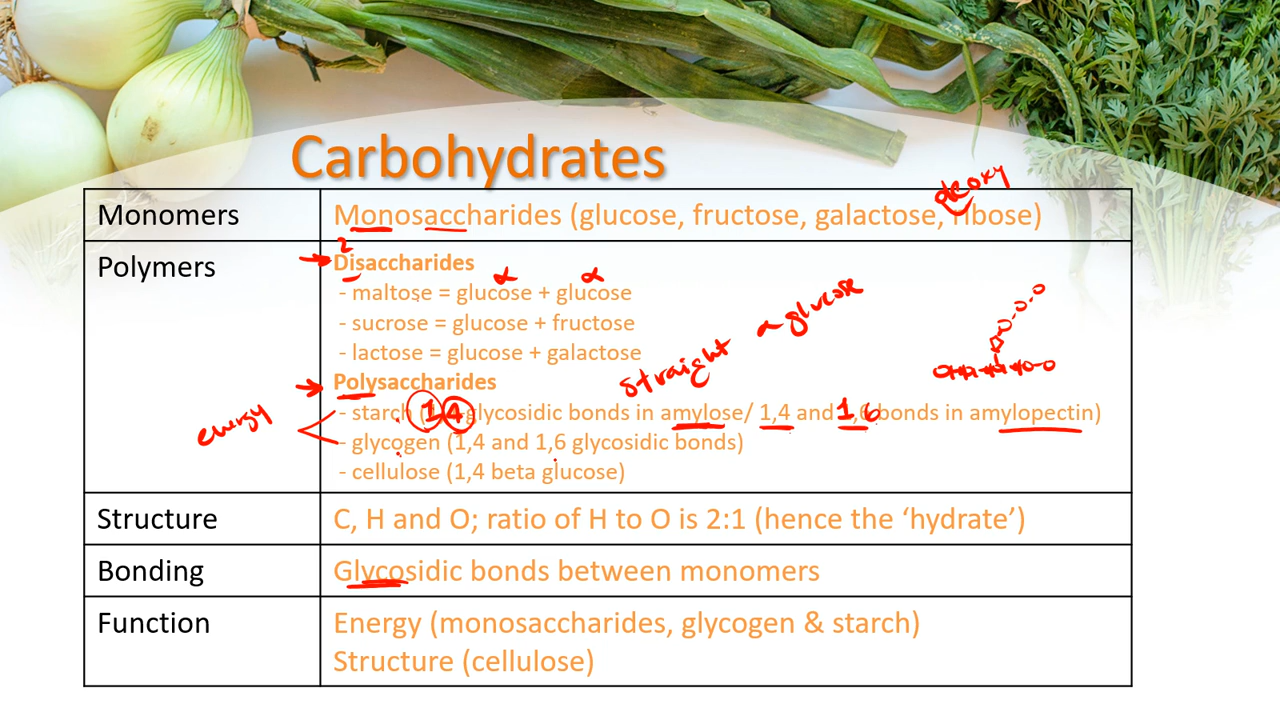 Carbohydrates
deoxy
Monomers
Monosaccharides (glucose, fructose, galactose, ribose)
Polymers
2
Disaccharides
α α
- maltose = glucose + glucose
- sucrose = glucose + fructose
- lactose = glucose + galactose
straight α glucose
Polysaccharides
energy
- starch (1,4 glycosidic bonds in amylose/ 1,4 and 1,6 bonds in amylopectin)
- glycogen (1,4 and 1,6 glycosidic bonds)
- cellulose (1,4 beta glucose)
Structure
C, H and O; ratio of H to O is 2:1 (hence the ‘hydrate’)
Bonding
Glycosidic bonds between monomers
Function
Energy (monosaccharides, glycogen & starch)
Structure (cellulose)